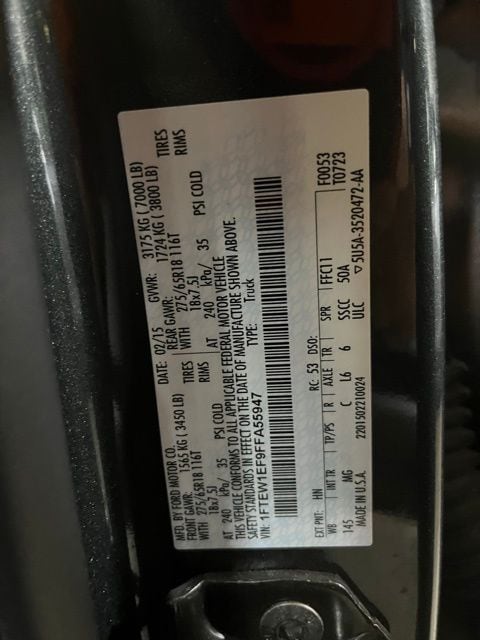 MFD. BY FORD MOTOR CO. DATE: 02/15 GVWR: 3175 KG ( 7000 LB)
FRONT GAWR: 1565 KG ( 3450 LB) REAR GAWR: 1724 KG ( 3800 LB)
WITH 275/65R18 116T TIRES WITH 275/65R18 116T TIRES
18x7.5J RIMS 18x7.5J RIMS
AT 240 kPa/ 35 PSI COLD AT 240 kPa/ 35 PSI COLD
THIS VEHICLE CONFORMS TO ALL APPLICABLE FEDERAL MOTOR VEHICLE
SAFETY STANDARDS IN EFFECT ON THE DATE OF MANUFACTURE SHOWN ABOVE.
VIN: 1FTEW1EF9FFA55947 TYPE: Truck
EXT PNT: HN RC: 53 DSO: F0053
WB INT TR TP/PS R AXLE TR SPR T0723
145 MG C L6 6 FFC11
SSCC 50A
ULC ▽5U5A-3520472-AA
2201502210024
MADE IN U.S.A.